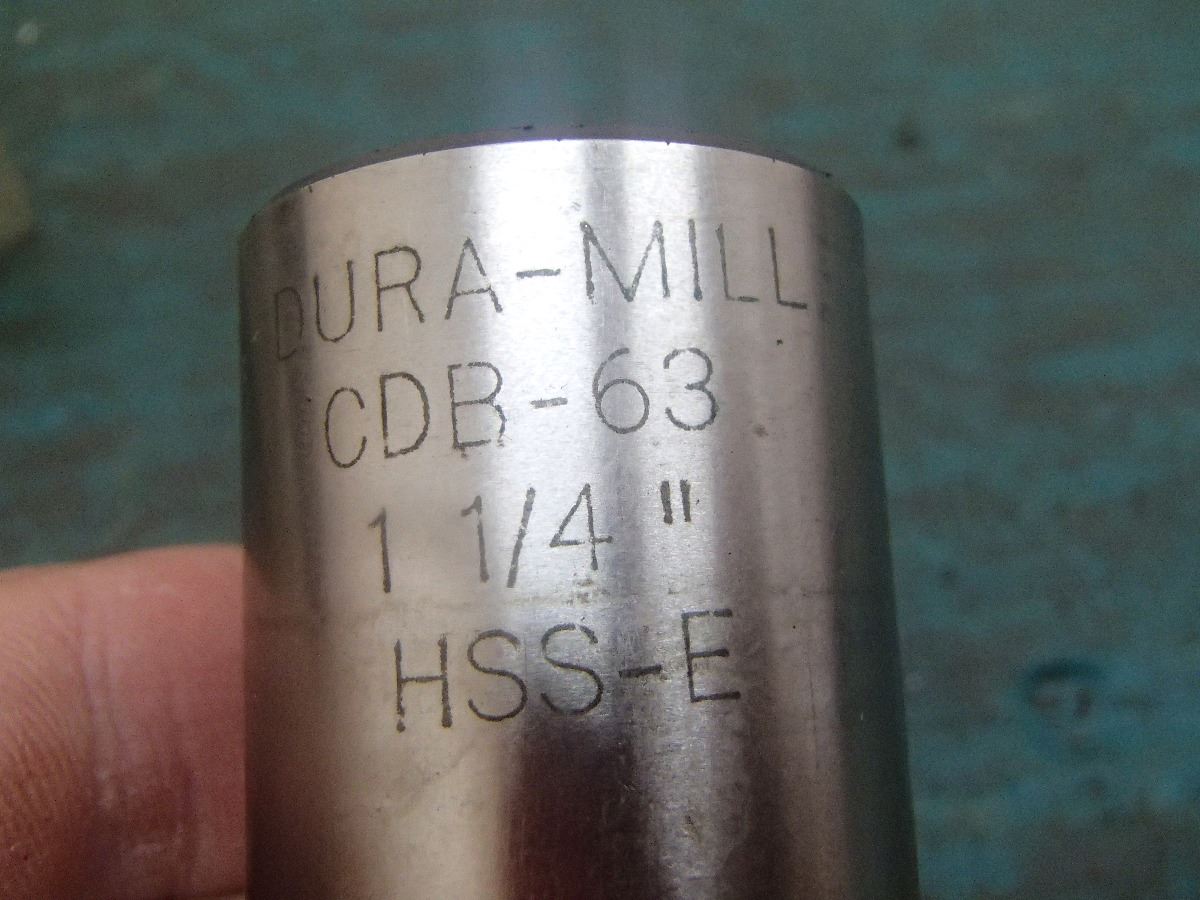 DURA-MILL
CDB-63
1 1/4 "
HSS-E